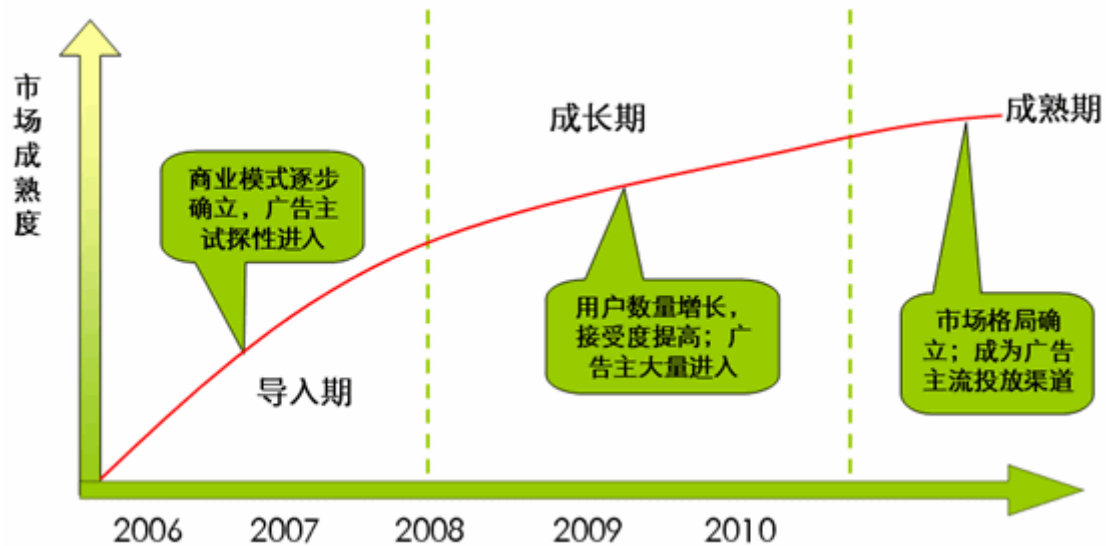 市场成熟度
商业模式逐步
确立，广告主
试探性进入
导入期
成长期
用户数量增长，
接受度提高；广
告主大量进入
成熟期
市场格局确
立；成为广告
主流投放渠道
2006 2007 2008 2009 2010